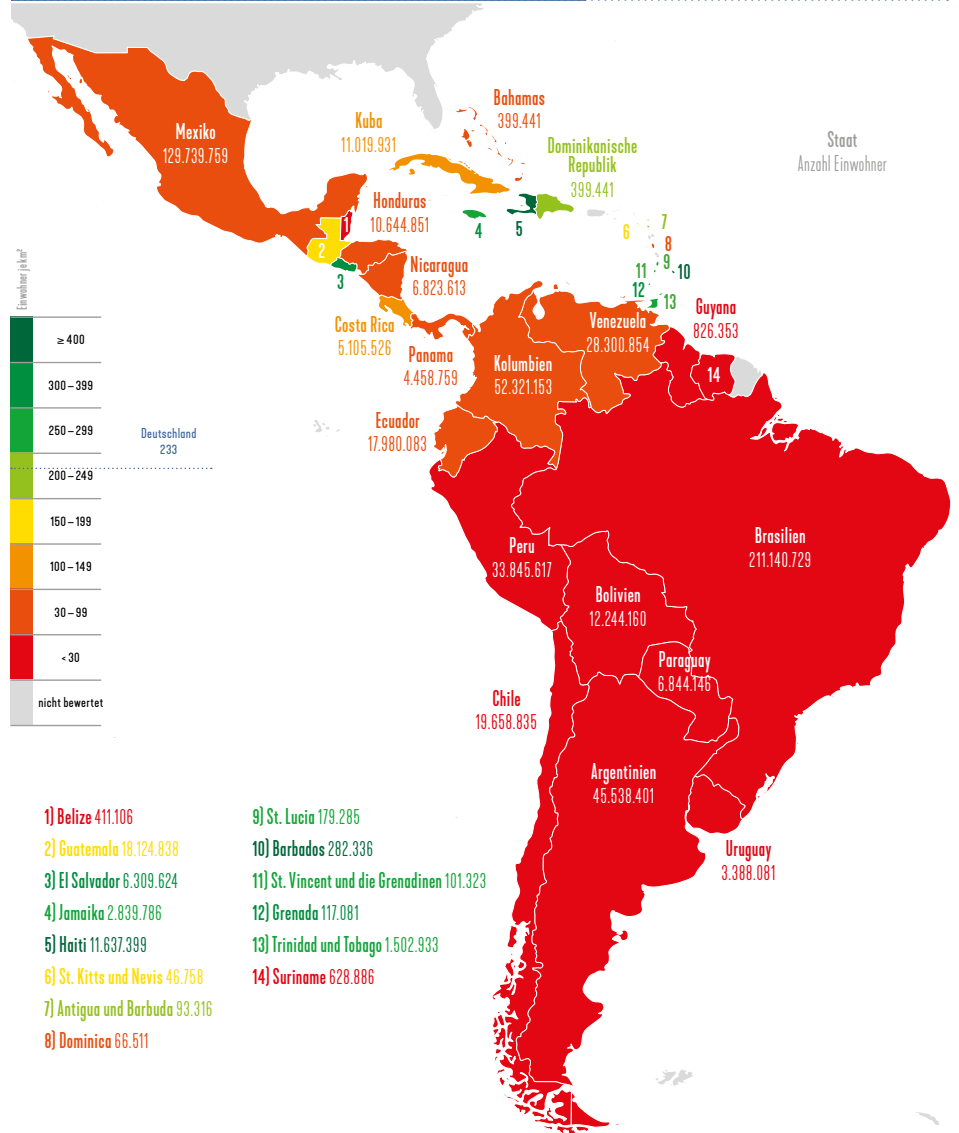 Bahamas
399.441
Kuba
11.019.931
Mexiko
129.739.759
Staat
Anzahl Einwohner
Dominikanische
Republik
399.441
Honduras
10.644.851
1
2
3
4
5
6
7
8
9
10
11
12
13
Nicaragua
6.823.613
Costa Rica
5.105.526
Panama
4.458.759
Venezuela
28.300.854
Guyana
826.353
14
Kolumbien
52.321.153
Ecuador
17.980.083
Einwohner je km²
≥ 400
300 – 399
250 – 299
200 – 249
150 – 199
100 – 149
30 – 99
< 30
nicht bewertet
Deutschland
233
Peru
33.845.617
Brasilien
211.140.729
Bolivien
12.244.160
Paraguay
6.844.146
Chile
19.658.835
Argentinien
45.538.401
Uruguay
3.388.081
1) Belize 411.106
2) Guatemala 18.124.838
3) El Salvador 6.309.624
4) Jamaika 2.839.786
5) Haiti 11.637.399
6) St. Kitts und Nevis 46.758
7) Antigua und Barbuda 93.316
8) Dominica 66.511
9) St. Lucia 179.285
10) Barbados 282.336
11) St. Vincent und die Grenadinen 101.323
12) Grenada 117.081
13) Trinidad und Tobago 1.502.933
14) Suriname 628.886